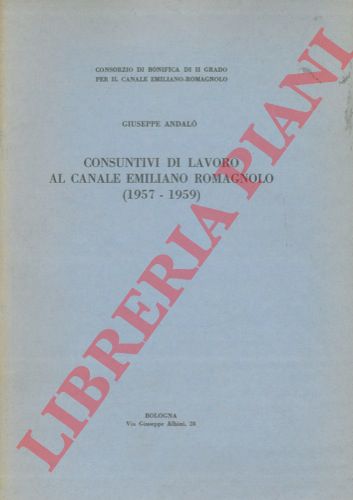 CONSORZIO DI BONIFICA DI II GRADO
PER IL CANALE EMILIANO-ROMAGNOLO
GIUSEPPE ANDALÒ
CONSUNTIVI DI LAVORO
AL CANALE EMILIANO ROMAGNOLO
(1957 - 1959)
BOLOGNA
Via Giuseppe Albini, 20
LIBRERIA PIANI